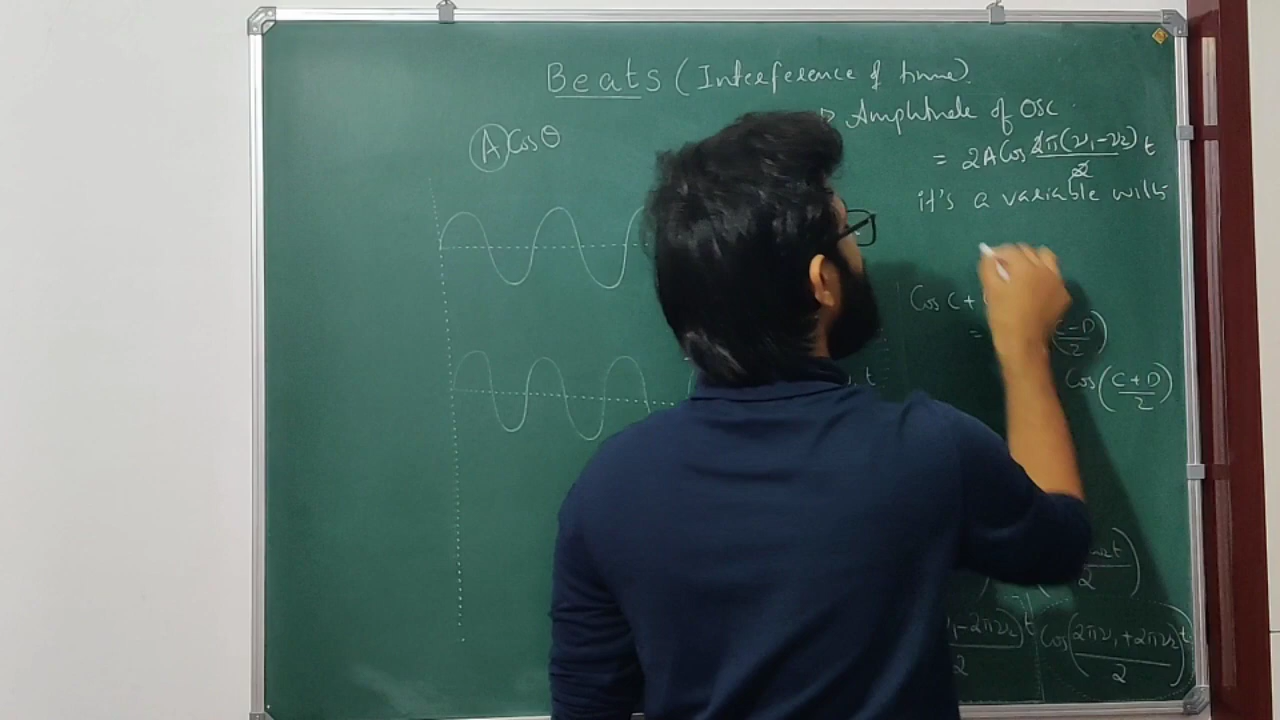 Beats (Interference of time).
Amplitude of Osc
A Cos θ
= 2A Cos 2π(ν₁-ν₂)/2 t
it's a variable with
Cos C +
= (C-D/2)
Cos (C+D/2)
t
ω₂t/2)
-2πν₂/2) t Cos (2πν₁+2πν₂/2) t